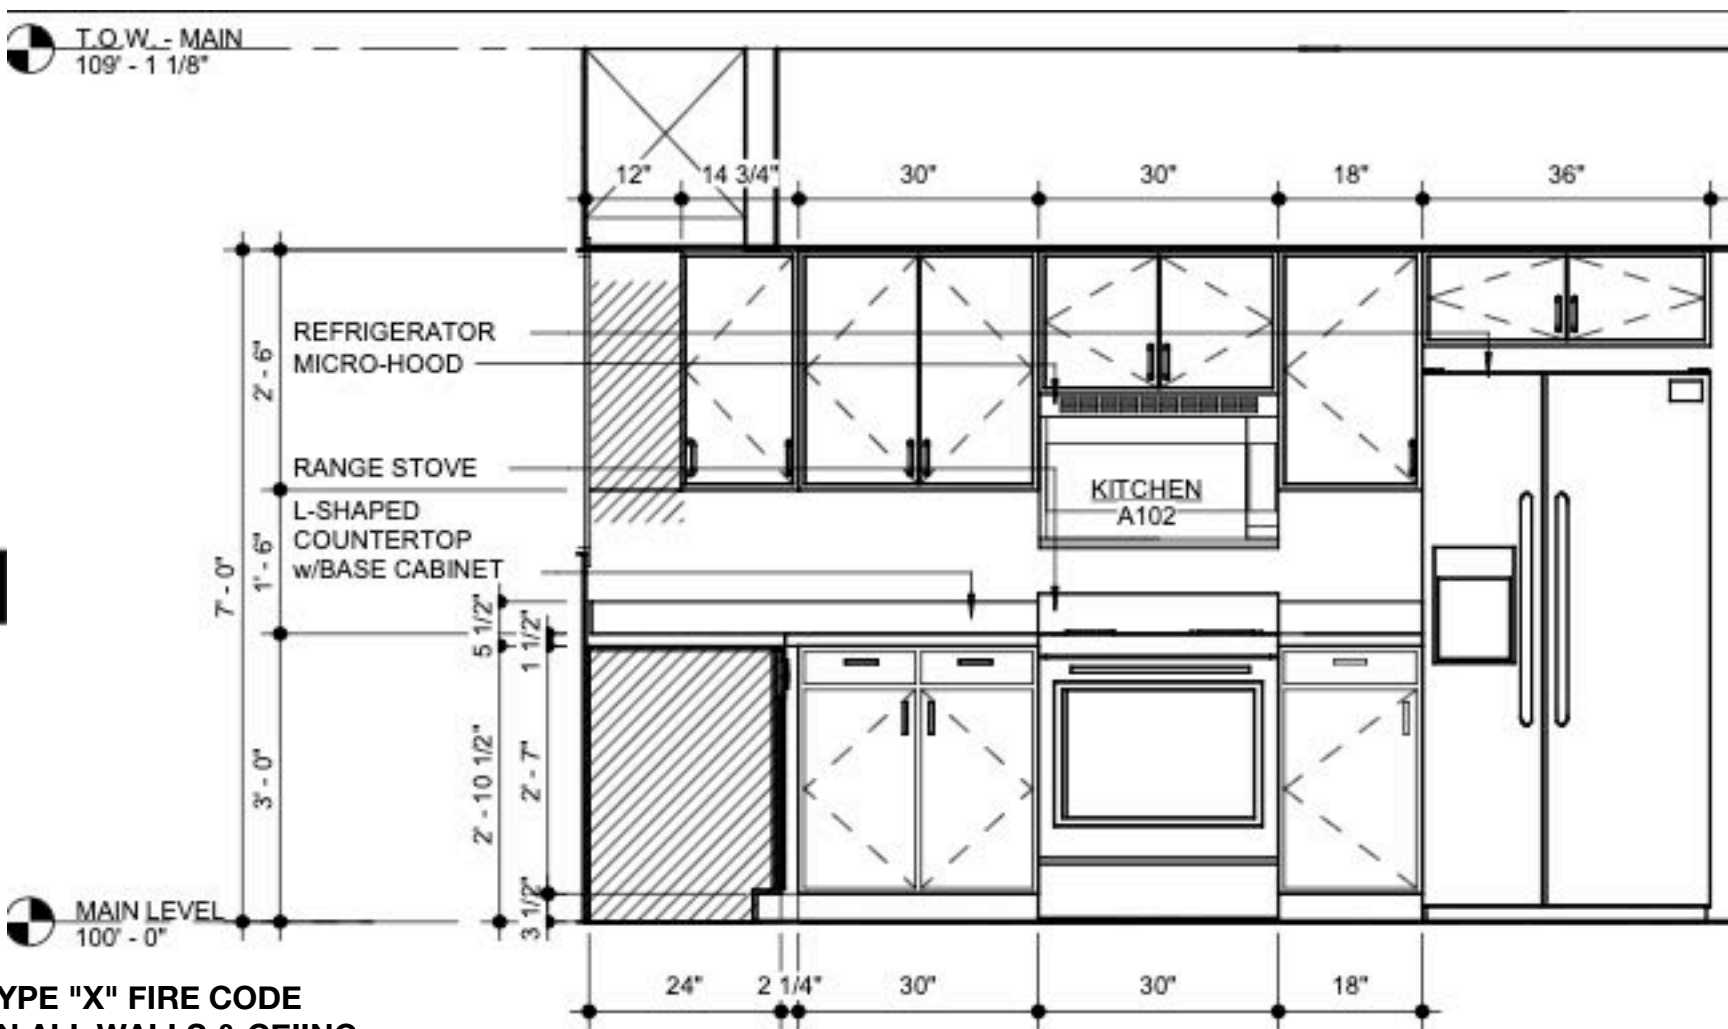 T.O.W. - MAIN
109' - 1 1/8"
12"
14 3/4"
30"
30"
18"
36"
REFRIGERATOR
MICRO-HOOD
RANGE STOVE
L-SHAPED
COUNTERTOP
w/BASE CABINET
KITCHEN
A102
7' - 0"
2' - 6"
1' - 6"
3' - 0"
5 1/2"
2' - 10 1/2"
1 1/2"
2' - 7"
3 1/2"
MAIN LEVEL
100' - 0"
24"
2 1/4"
30"
30"
18"
YPE "X" FIRE CODE
N ALL WALLS & CEIING